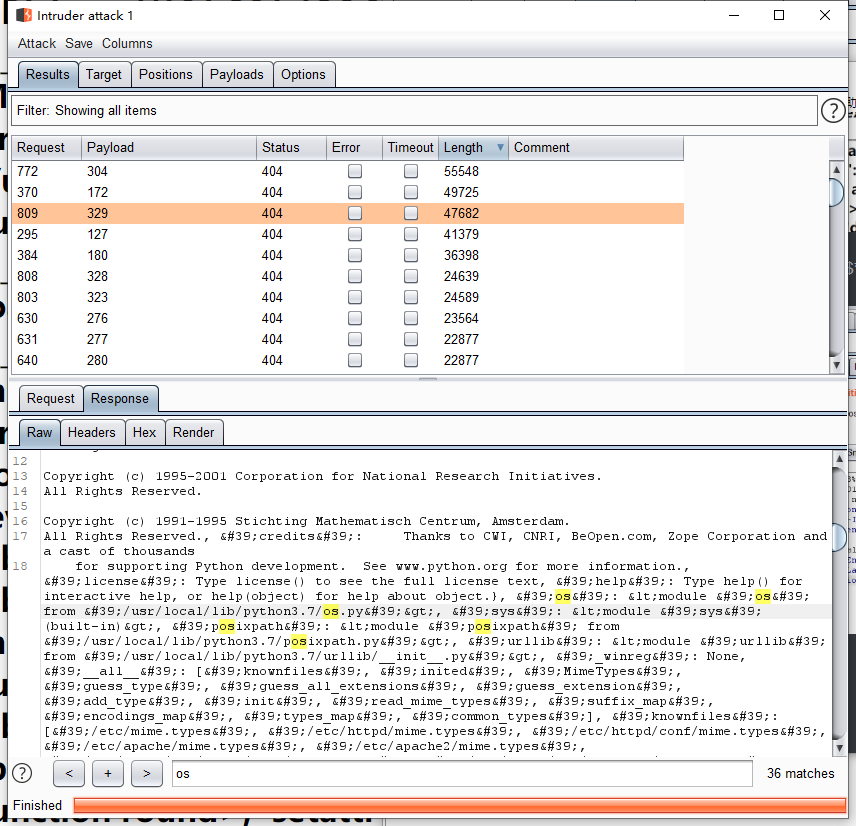 Intruder attack 1
Attack Save Columns
Results Target Positions Payloads Options
Filter: Showing all items
?
Request Payload Status Error Timeout Length Comment
772 304 404 55548
370 172 404 49725
809 329 404 47682
295 127 404 41379
384 180 404 36398
808 328 404 24639
803 323 404 24589
630 276 404 23564
631 277 404 22877
640 280 404 22877
Request Response
Raw Headers Hex Render
12
13 Copyright (c) 1995-2001 Corporation for National Research Initiatives.
14 All Rights Reserved.
15
16 Copyright (c) 1991-1995 Stichting Mathematisch Centrum, Amsterdam.
17 All Rights Reserved., &#39;credits&#39;:    Thanks to CWI, CNRI, BeOpen.com, Zope Corporation and
a cast of thousands
18 for supporting Python development.  See www.python.org for more information.,
&#39;license&#39;: Type license() to see the full license text, &#39;help&#39;: Type help() for
interactive help, or help(object) for help about object.}, &#39;os&#39;: &lt;module &#39;os&#39;
from &#39;/usr/local/lib/python3.7/os.py&#39;&gt;, &#39;sys&#39;: &lt;module &#39;sys&#39;
(built-in)&gt;, &#39;posixpath&#39;: &lt;module &#39;posixpath&#39; from
&#39;/usr/local/lib/python3.7/posixpath.py&#39;&gt;, &#39;urllib&#39;: &lt;module &#39;urllib&#39;
from &#39;/usr/local/lib/python3.7/urllib/__init__.py&#39;&gt;, &#39;_winreg&#39;: None,
&#39;__all__&#39;: [&#39;knownfiles&#39;, &#39;inited&#39;, &#39;MimeTypes&#39;,
&#39;guess_type&#39;, &#39;guess_all_extensions&#39;, &#39;guess_extension&#39;,
&#39;add_type&#39;, &#39;init&#39;, &#39;read_mime_types&#39;, &#39;suffix_map&#39;,
&#39;encodings_map&#39;, &#39;types_map&#39;, &#39;common_types&#39;], &#39;knownfiles&#39;:
[&#39;/etc/mime.types&#39;, &#39;/etc/httpd/mime.types&#39;, &#39;/etc/httpd/conf/mime.types&#39;,
&#39;/etc/apache/mime.types&#39;, &#39;/etc/apache2/mime.types&#39;,
? < + > os 36 matches
Finished